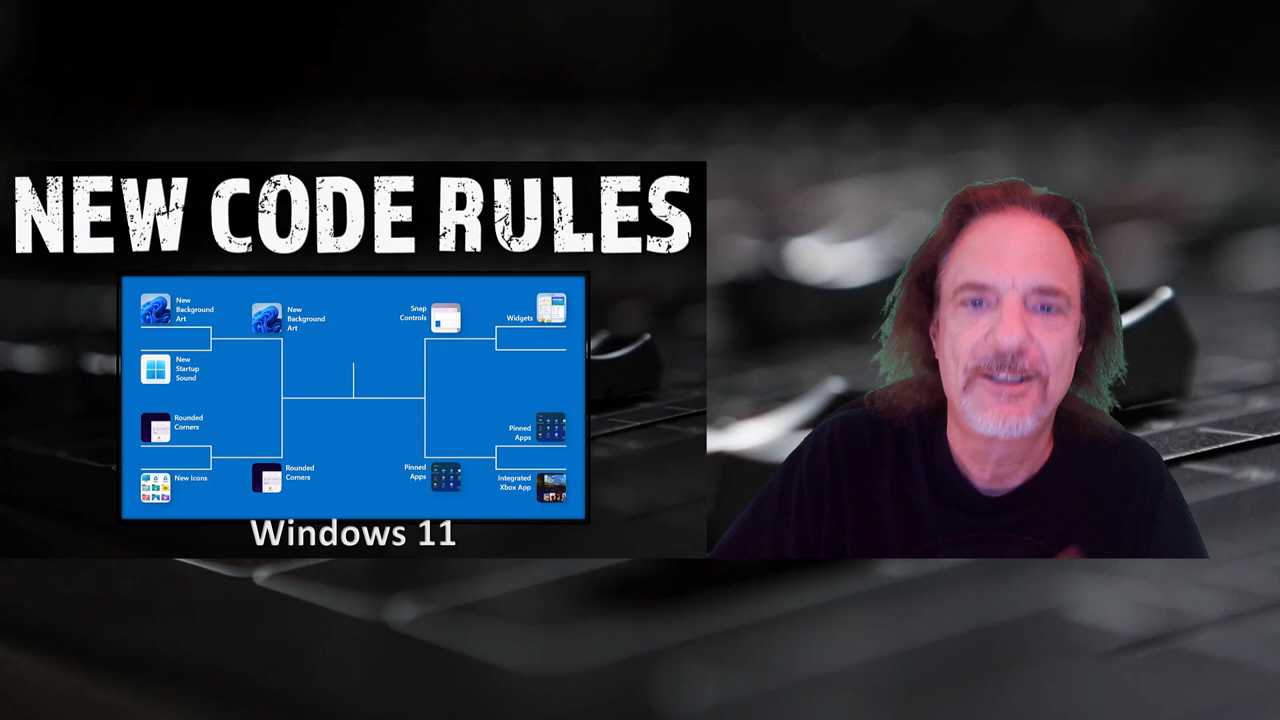 NEW CODE RULES
New
Background
Art
New
Background
Art
Snap
Controls
Widgets
New
Startup
Sound
Rounded
Corners
Pinned
Apps
New Icons
Rounded
Corners
Pinned
Apps
Integrated
Xbox App
Windows 11